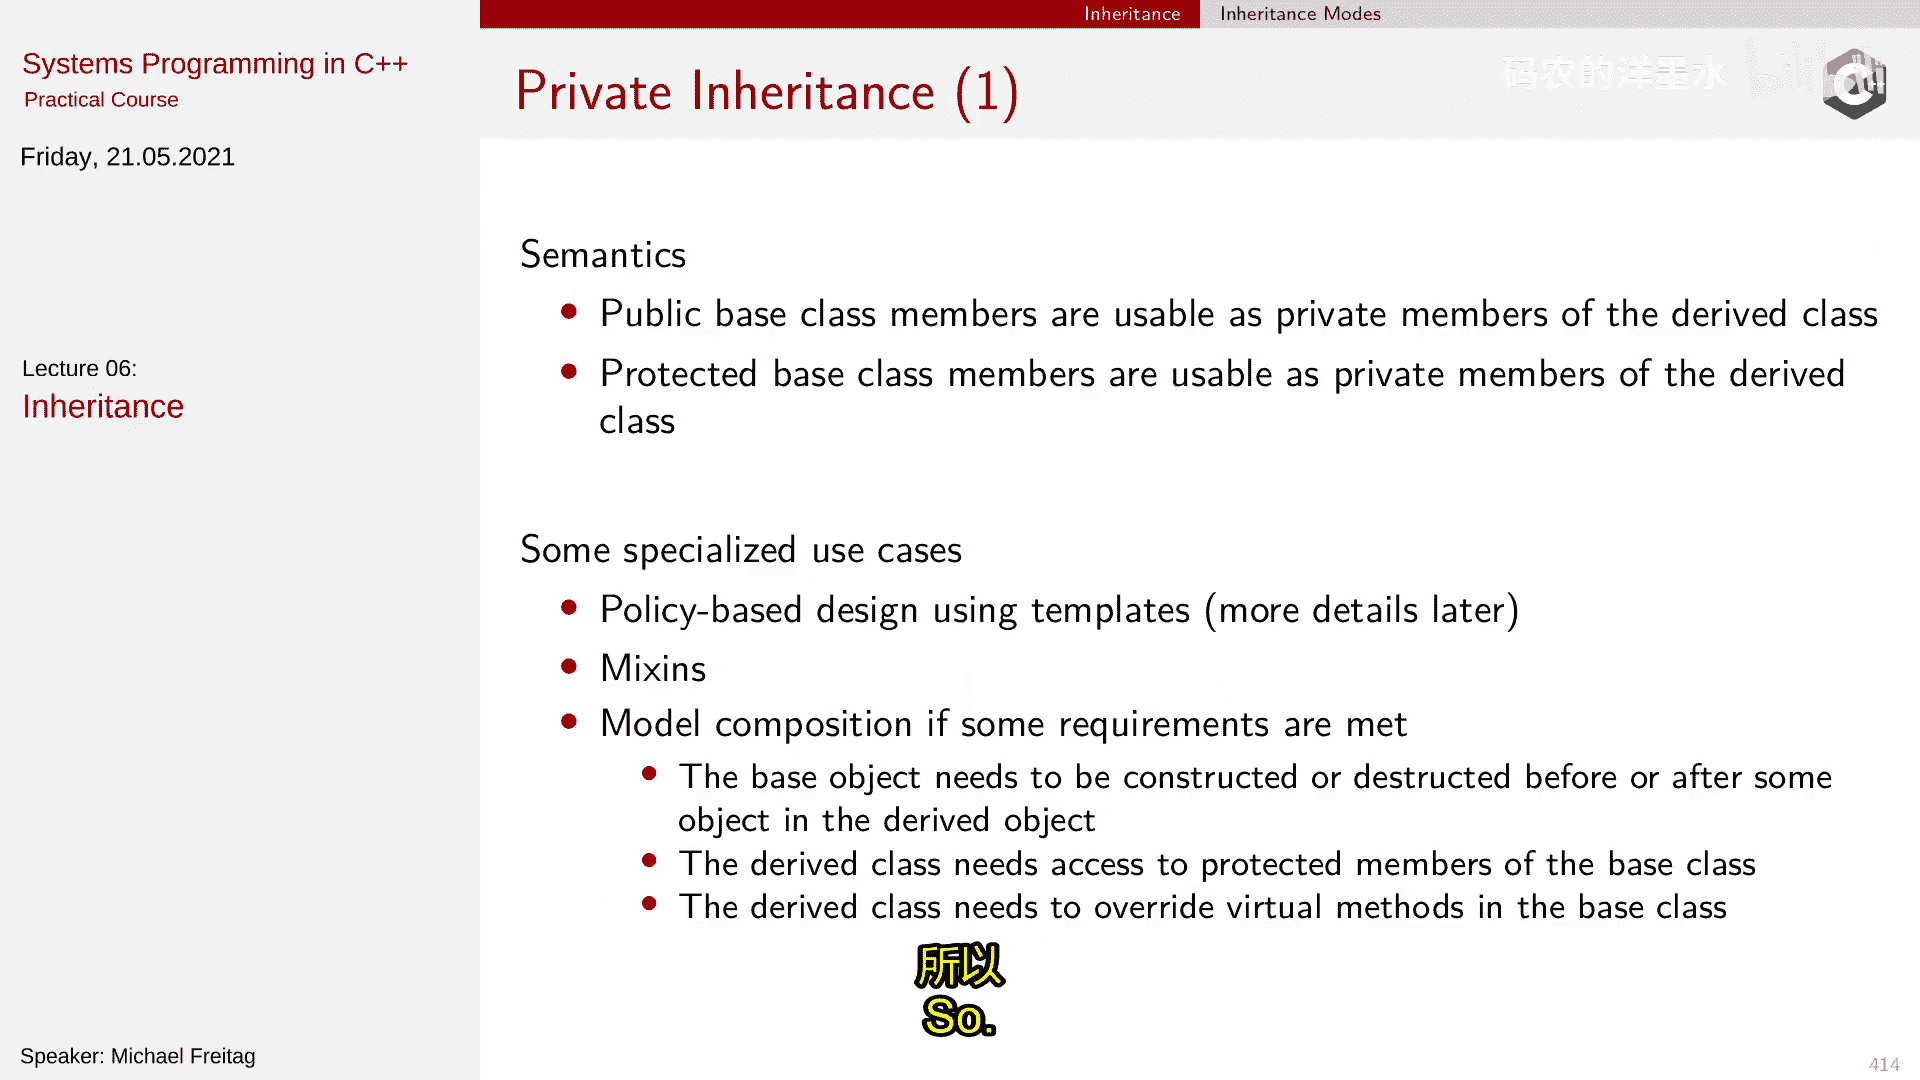 Inheritance Inheritance Modes
Systems Programming in C++
Practical Course
Friday, 21.05.2021
Lecture 06:
Inheritance
Speaker: Michael Freitag
Private Inheritance (1)
码农的洋墨水
Semantics
• Public base class members are usable as private members of the derived class
• Protected base class members are usable as private members of the derived
class
Some specialized use cases
• Policy-based design using templates (more details later)
• Mixins
• Model composition if some requirements are met
• The base object needs to be constructed or destructed before or after some
object in the derived object
• The derived class needs access to protected members of the base class
• The derived class needs to override virtual methods in the base class
所以
So.
414